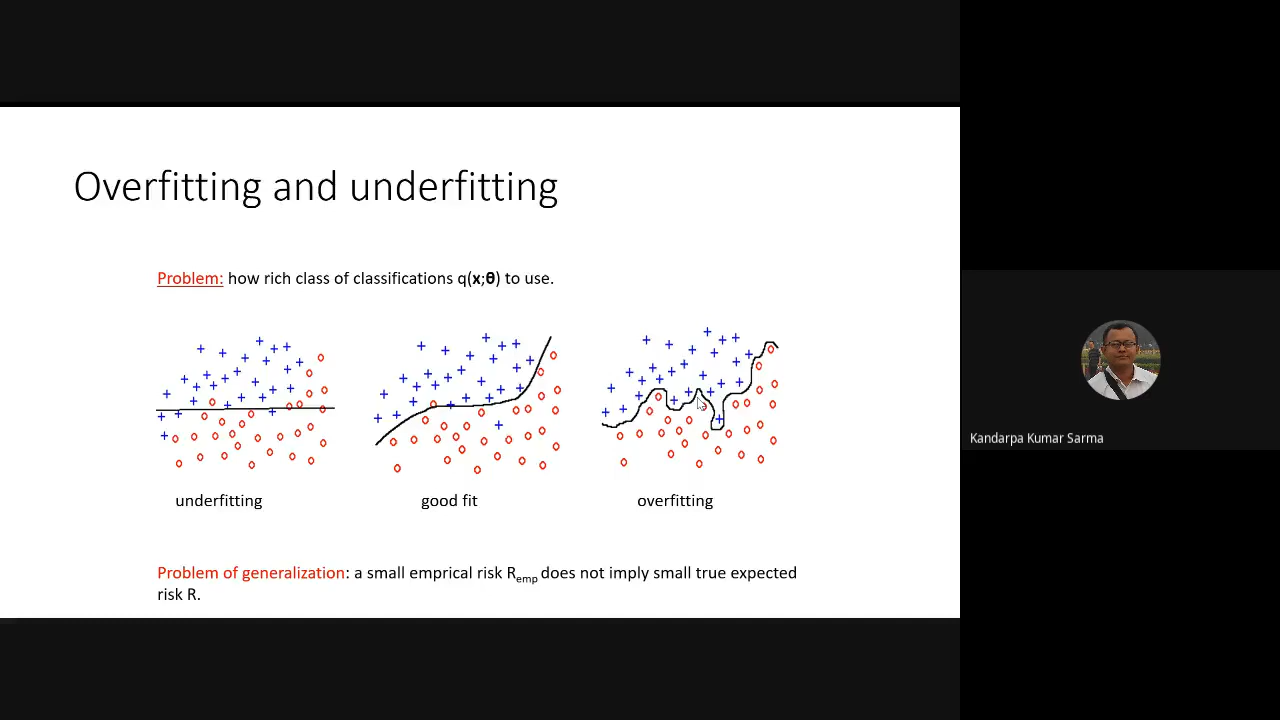 Overfitting and underfitting
Problem: how rich class of classifications q(x;θ) to use.
underfitting
good fit
overfitting
Problem of generalization: a small emprical risk Remp does not imply small true expected
risk R.
Kandarpa Kumar Sarma